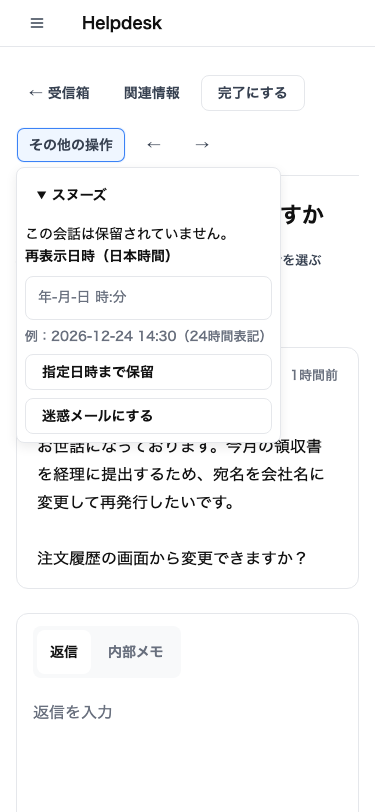 Helpdesk
← 受信箱
関連情報
完了にする
その他の操作
←
→
▼ スヌーズ
すか
この会話は保留されていません。
再表示日時（日本時間）
を選ぶ
年-月-日 時:分
例：2026-12-24 14:30（24時間表記）
指定日時まで保留
1時間前
迷惑メールにする
お世話になっております。今月の領収書
を経理に提出するため、宛名を会社名に
変更して再発行したいです。
注文履歴の画面から変更できますか？
返信
内部メモ
返信を入力